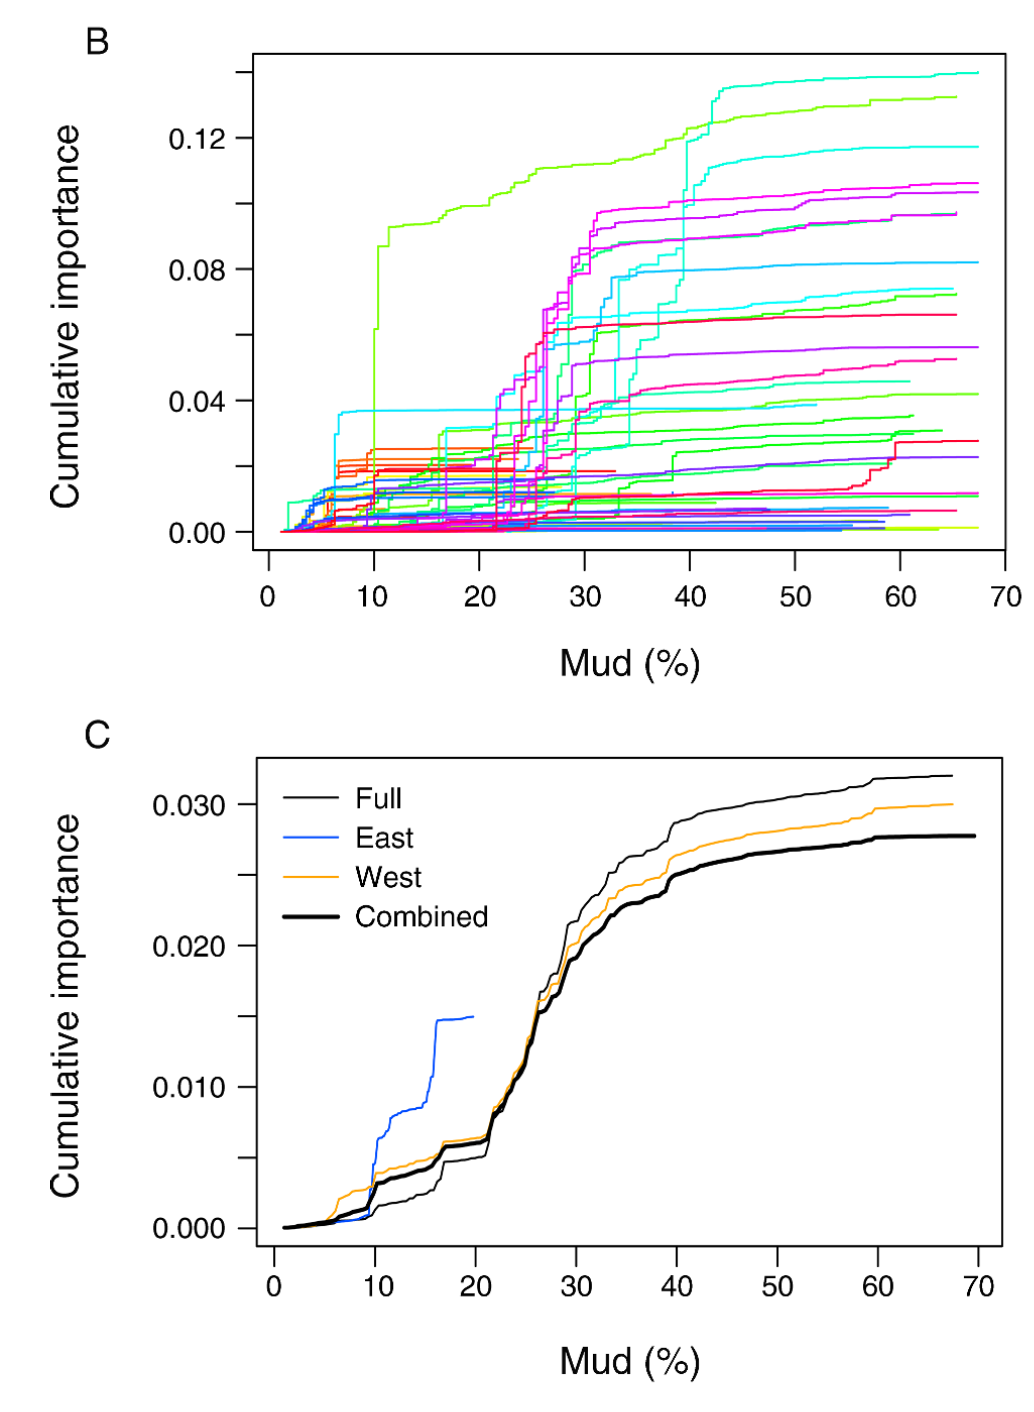 B
Cumulative importance
0.12
0.08
0.04
0.00
0 10 20 30 40 50 60 70
Mud (%)
C
Cumulative importance
0.030
0.020
0.010
0.000
Full
East
West
Combined
0 10 20 30 40 50 60 70
Mud (%)